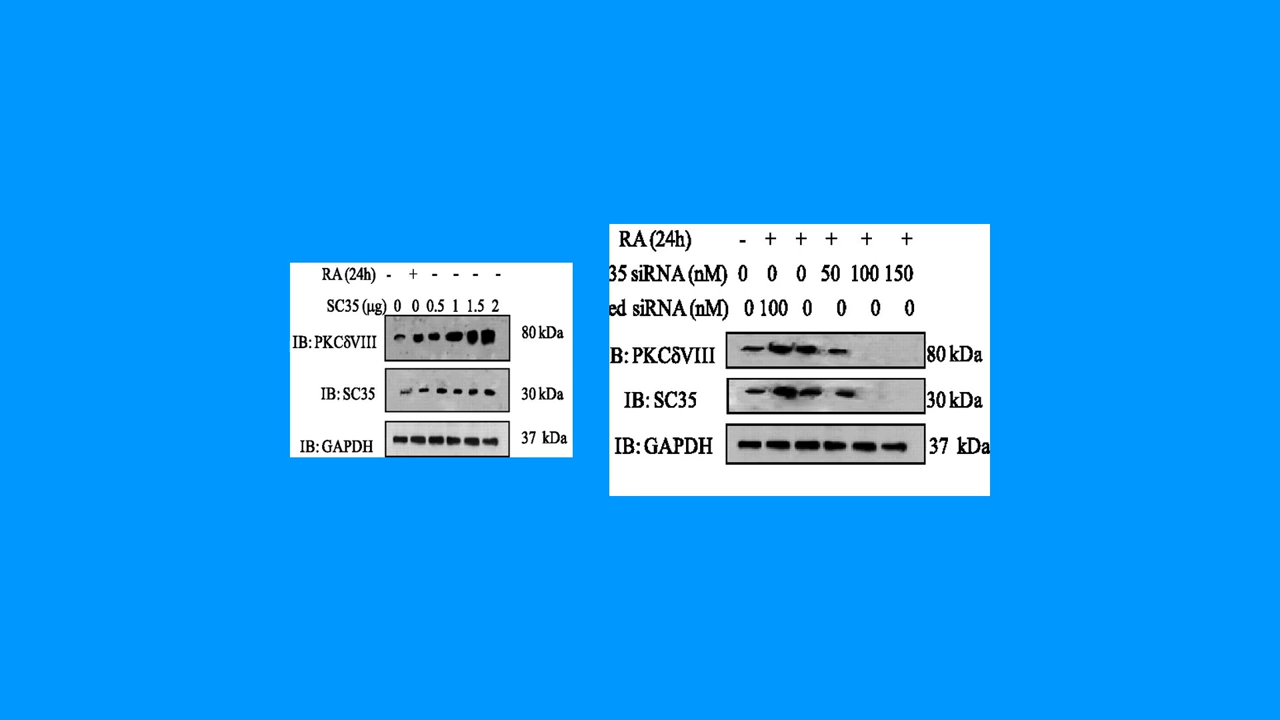 RA (24h) - + - - - -
SC35 (µg) 0 0 0.5 1 1.5 2
IB: PKCδVIII 80 kDa
IB: SC35 30 kDa
IB: GAPDH 37 kDa
RA (24h) - + + + + +
35 siRNA (nM) 0 0 0 50 100 150
ed siRNA (nM) 0 100 0 0 0 0
B: PKCδVIII 80 kDa
IB: SC35 30 kDa
IB: GAPDH 37 kDa